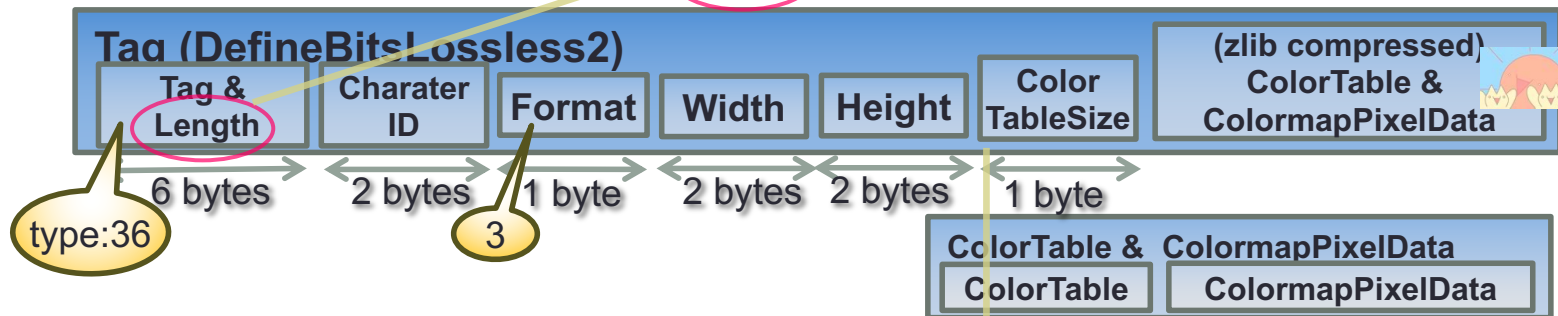 Tag (DefineBitsLossless2)
Tag &
Length
Charater
ID
Format
Width
Height
Color
TableSize
(zlib compressed)
ColorTable &
ColormapPixelData
6 bytes
2 bytes
1 byte
2 bytes
2 bytes
1 byte
type:36
3
ColorTable & ColormapPixelData
ColorTable
ColormapPixelData